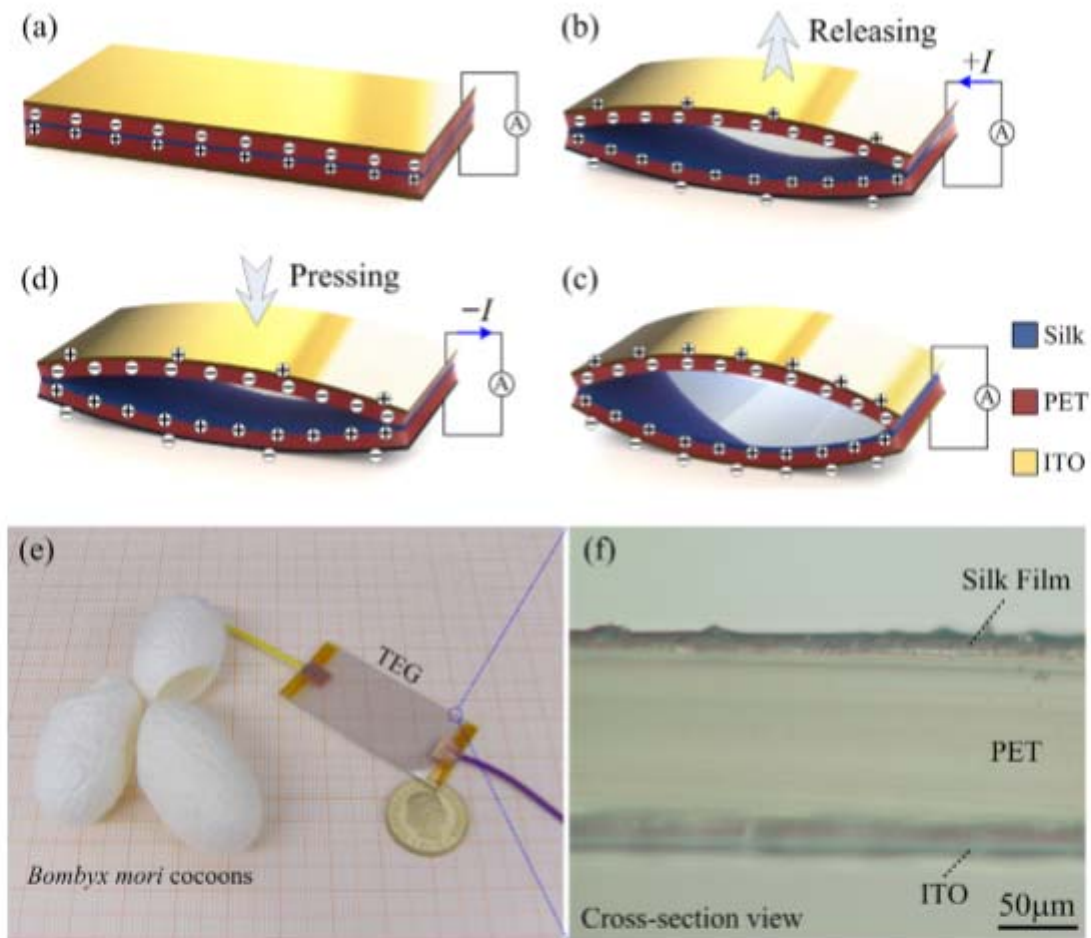 (a)
A
(b)
Releasing
+I
A
(d)
Pressing
−I
A
(c)
A
Silk
PET
ITO
(e)
TEG
Bombyx mori cocoons
(f)
Silk Film
PET
ITO
Cross-section view
50μm